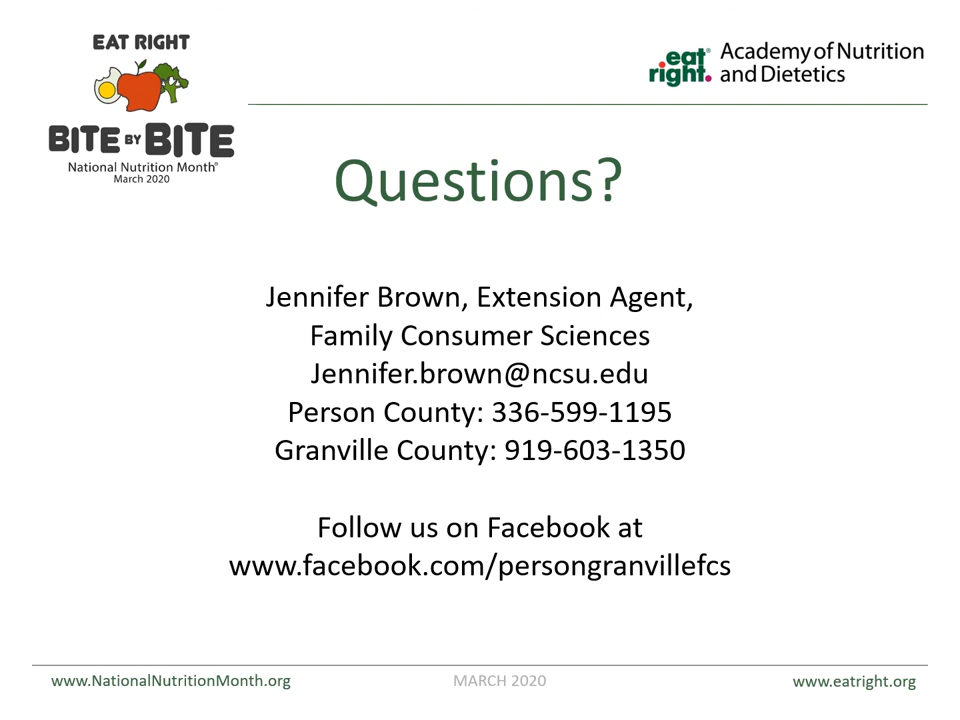 EAT RIGHT
BITE BY BITE
National Nutrition Month®
March 2020
eat® right.
Academy of Nutrition
and Dietetics
Questions?
Jennifer Brown, Extension Agent,
Family Consumer Sciences
Jennifer.brown@ncsu.edu
Person County: 336-599-1195
Granville County: 919-603-1350
Follow us on Facebook at
www.facebook.com/persongranvillefcs
www.NationalNutritionMonth.org
MARCH 2020
www.eatright.org